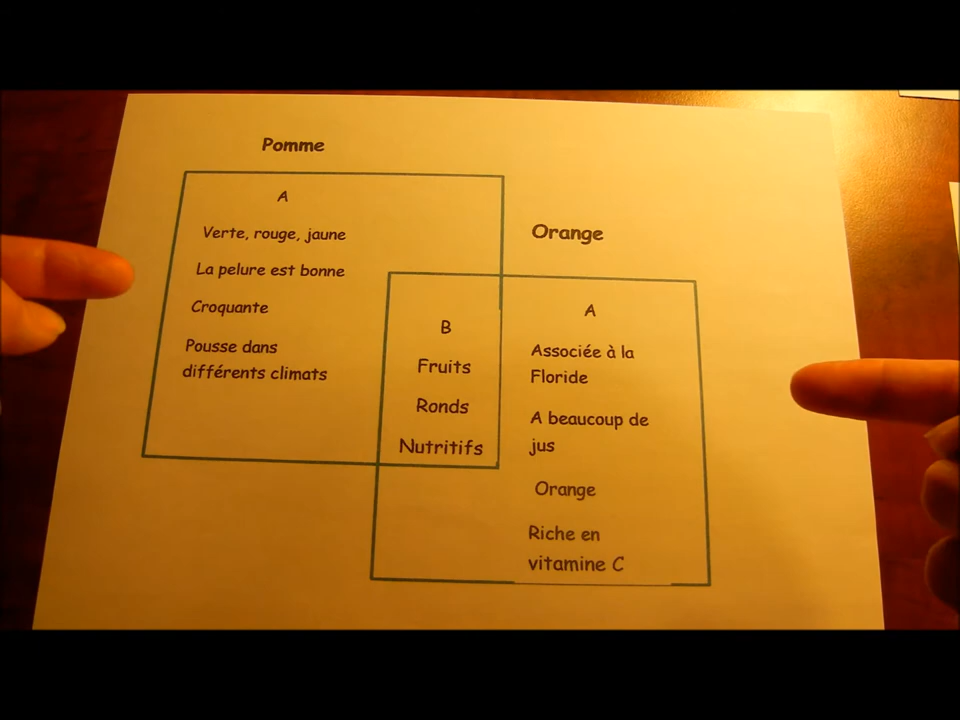 Pomme
A
Verte, rouge, jaune
La pelure est bonne
Croquante
Pousse dans
différents climats
B
Fruits
Ronds
Nutritifs
Orange
A
Associée à la
Floride
A beaucoup de
jus
Orange
Riche en
vitamine C